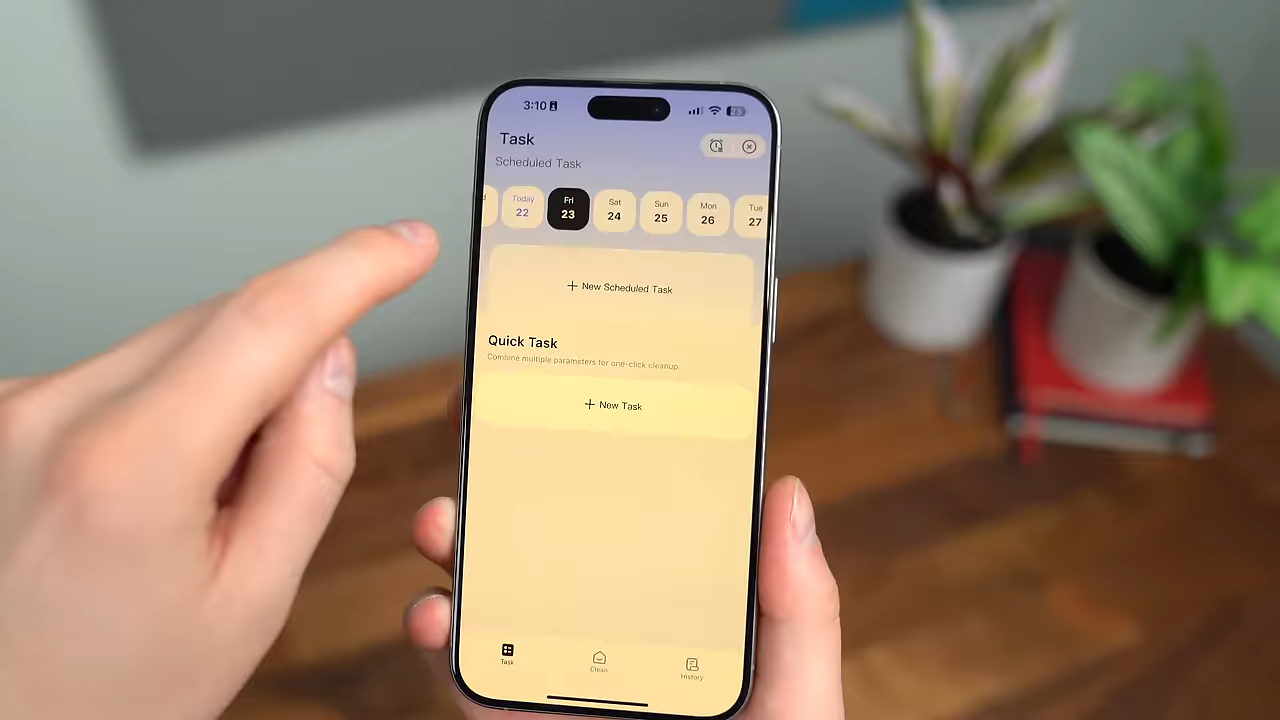 3:10
23
Task
Scheduled Task
d Today Fri Sat Sun Mon Tue
22 23 24 25 26 27
+ New Scheduled Task
Quick Task
Combine multiple parameters for one-click cleanup.
+ New Task
Task Clean History